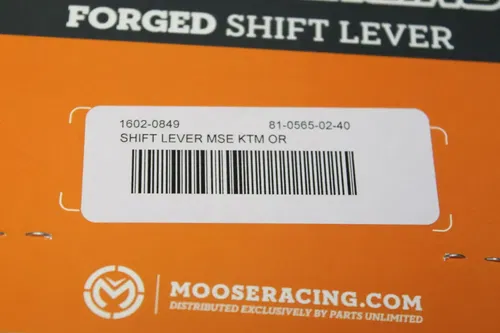 FORGED SHIFT LEVER
1602-0849 81-0565-02-40
SHIFT LEVER MSE KTM OR
MOOSERACING.COM
DISTRIBUTED EXCLUSIVELY BY PARTS UNLIMITED